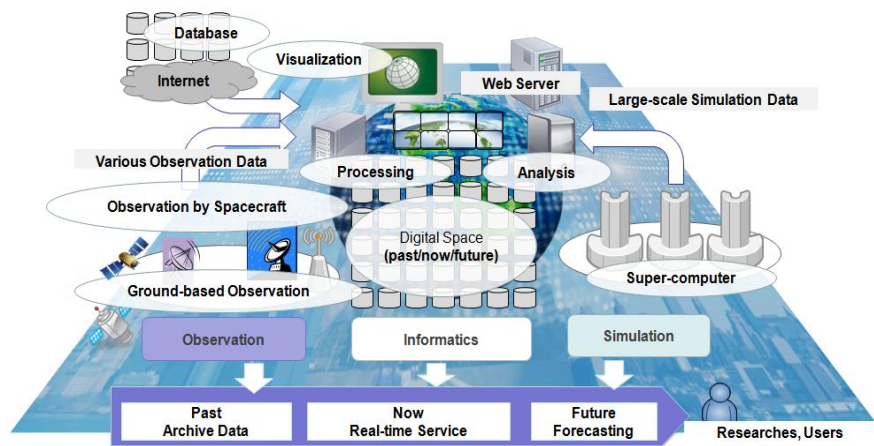 Database
Internet
Visualization
Web Server
Large-scale Simulation Data
Various Observation Data
Processing
Analysis
Observation by Spacecraft
Digital Space
(past/now/future)
Ground-based Observation
Super-computer
Observation
Informatics
Simulation
Past
Archive Data
Now
Real-time Service
Future
Forecasting
Researches, Users